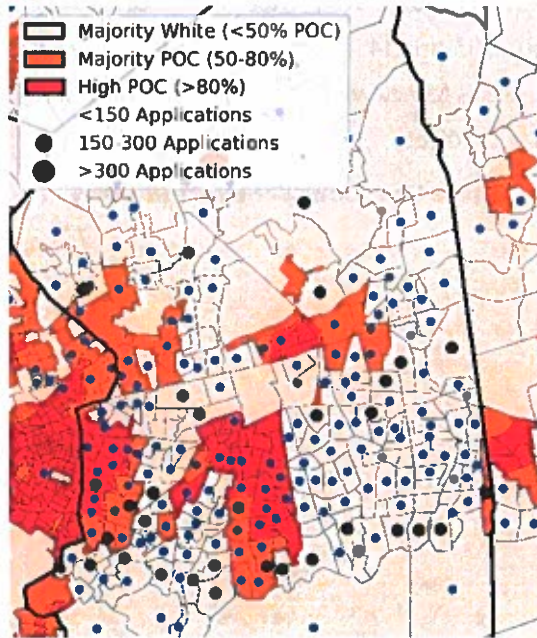 Majority White (<50% POC)
Majority POC (50-80%)
High POC (>80%)
<150 Applications
150-300 Applications
>300 Applications